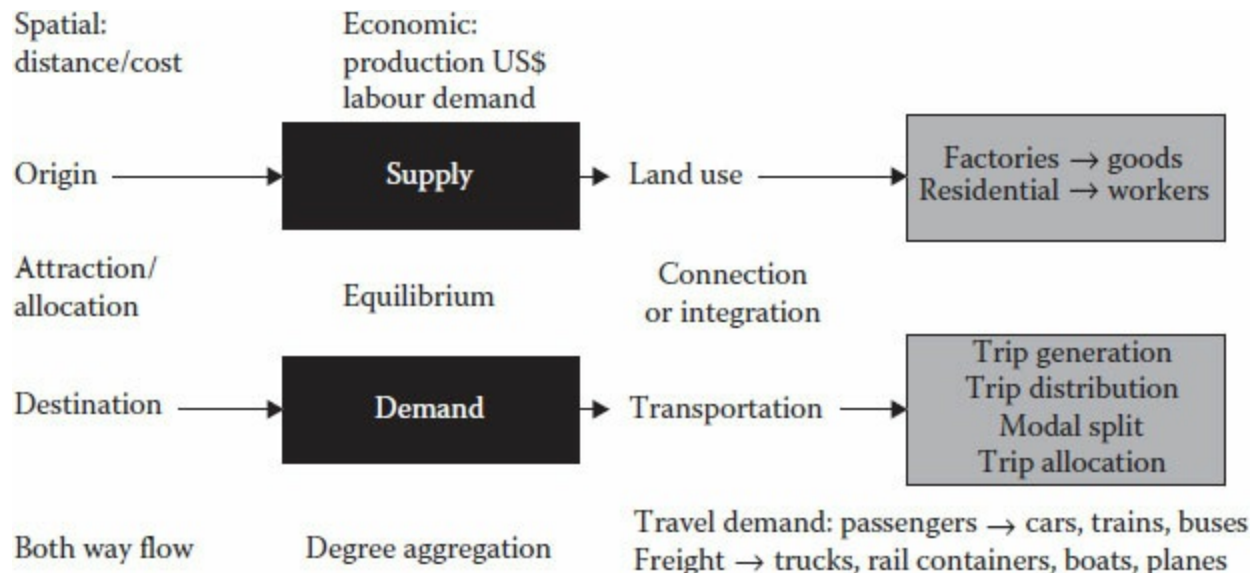 Spatial:
distance/cost
Economic:
production US$
labour demand
Origin
Supply
Land use
Factories → goods
Residential → workers
Attraction/
allocation
Equilibrium
Connection
or integration
Destination
Demand
Transportation
Trip generation
Trip distribution
Modal split
Trip allocation
Both way flow
Degree aggregation
Travel demand: passengers → cars, trains, buses
Freight → trucks, rail containers, boats, planes